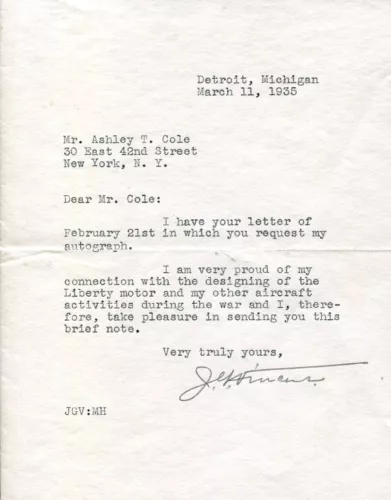 Detroit, Michigan
March 11, 1935
Mr. Ashley T. Cole
30 East 42nd Street
New York, N. Y.
Dear Mr. Cole:
I have your letter of
February 21st in which you request my
autograph.
I am very proud of my
connection with the designing of the
Liberty motor and my other aircraft
activities during the war and I, there-
fore, take pleasure in sending you this
brief note.
Very truly yours,
J.G. Vincent.
JGV:MH